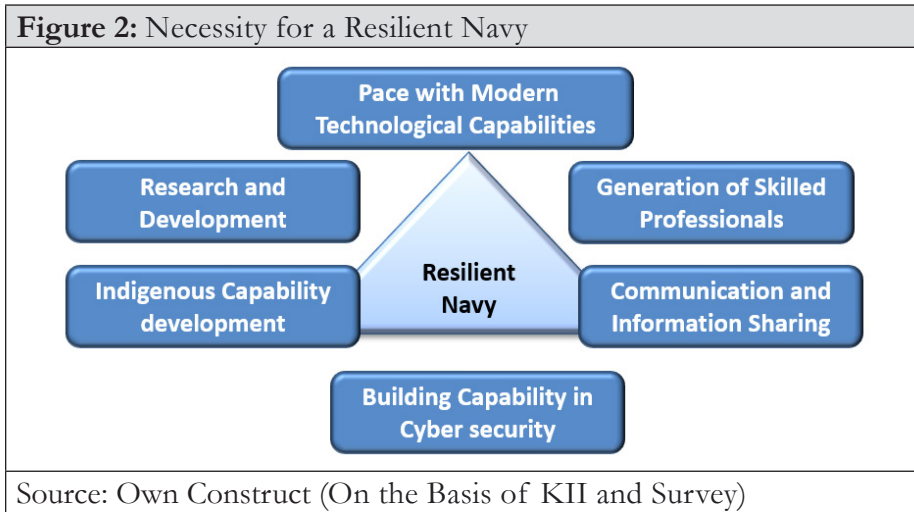 Figure 2: Necessity for a Resilient Navy
Pace with Modern
Technological Capabilities
Research and
Development
Generation of Skilled
Professionals
Resilient
Navy
Indigenous Capability
development
Communication and
Information Sharing
Building Capability in
Cyber security
Source: Own Construct (On the Basis of KII and Survey)